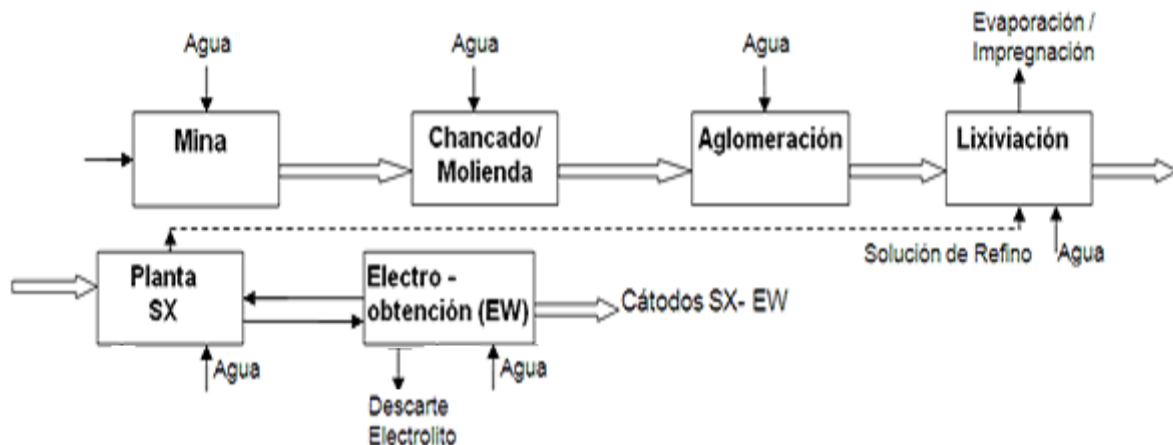 Agua
Agua
Agua
Evaporación /
Impregnación
Mina
Chancado/
Molienda
Aglomeración
Lixiviación
Solución de Refino
Agua
Planta
SX
Electro -
obtención (EW)
Cátodos SX- EW
Agua
Agua
Descarte
Electrolito